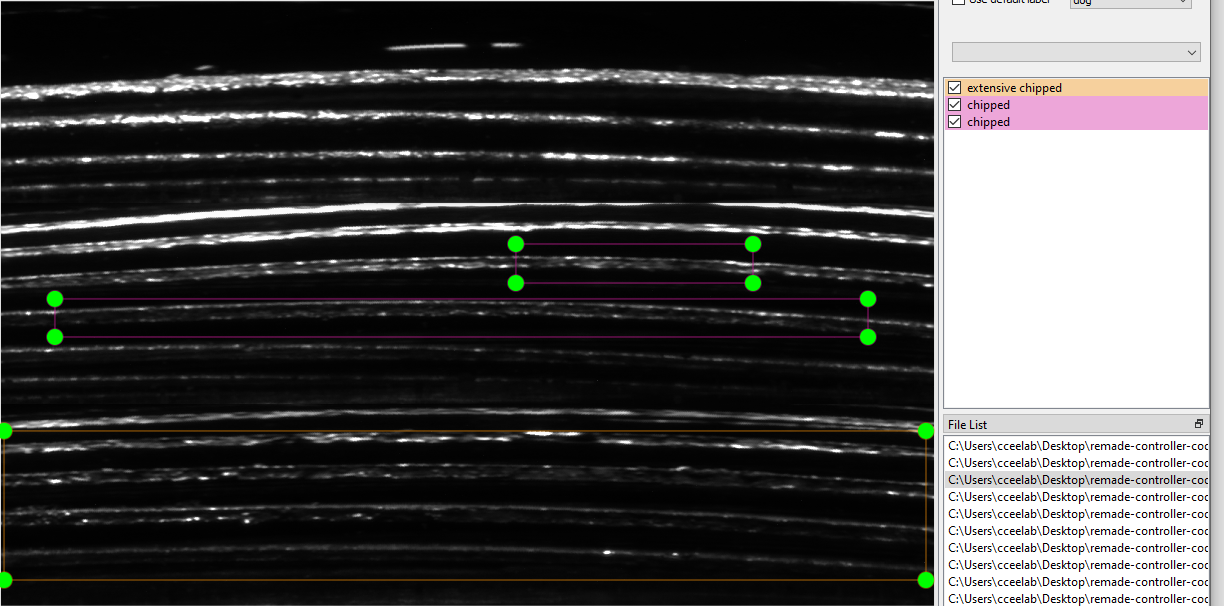 Use default label
dog
extensive chipped
chipped
chipped
File List
C:\Users\cceelab\Desktop\remade-controller-coc
C:\Users\cceelab\Desktop\remade-controller-coc
C:\Users\cceelab\Desktop\remade-controller-coc
C:\Users\cceelab\Desktop\remade-controller-coc
C:\Users\cceelab\Desktop\remade-controller-coc
C:\Users\cceelab\Desktop\remade-controller-coc
C:\Users\cceelab\Desktop\remade-controller-coc
C:\Users\cceelab\Desktop\remade-controller-coc
C:\Users\cceelab\Desktop\remade-controller-coc
C:\Users\cceelab\Desktop\remade-controller-coc